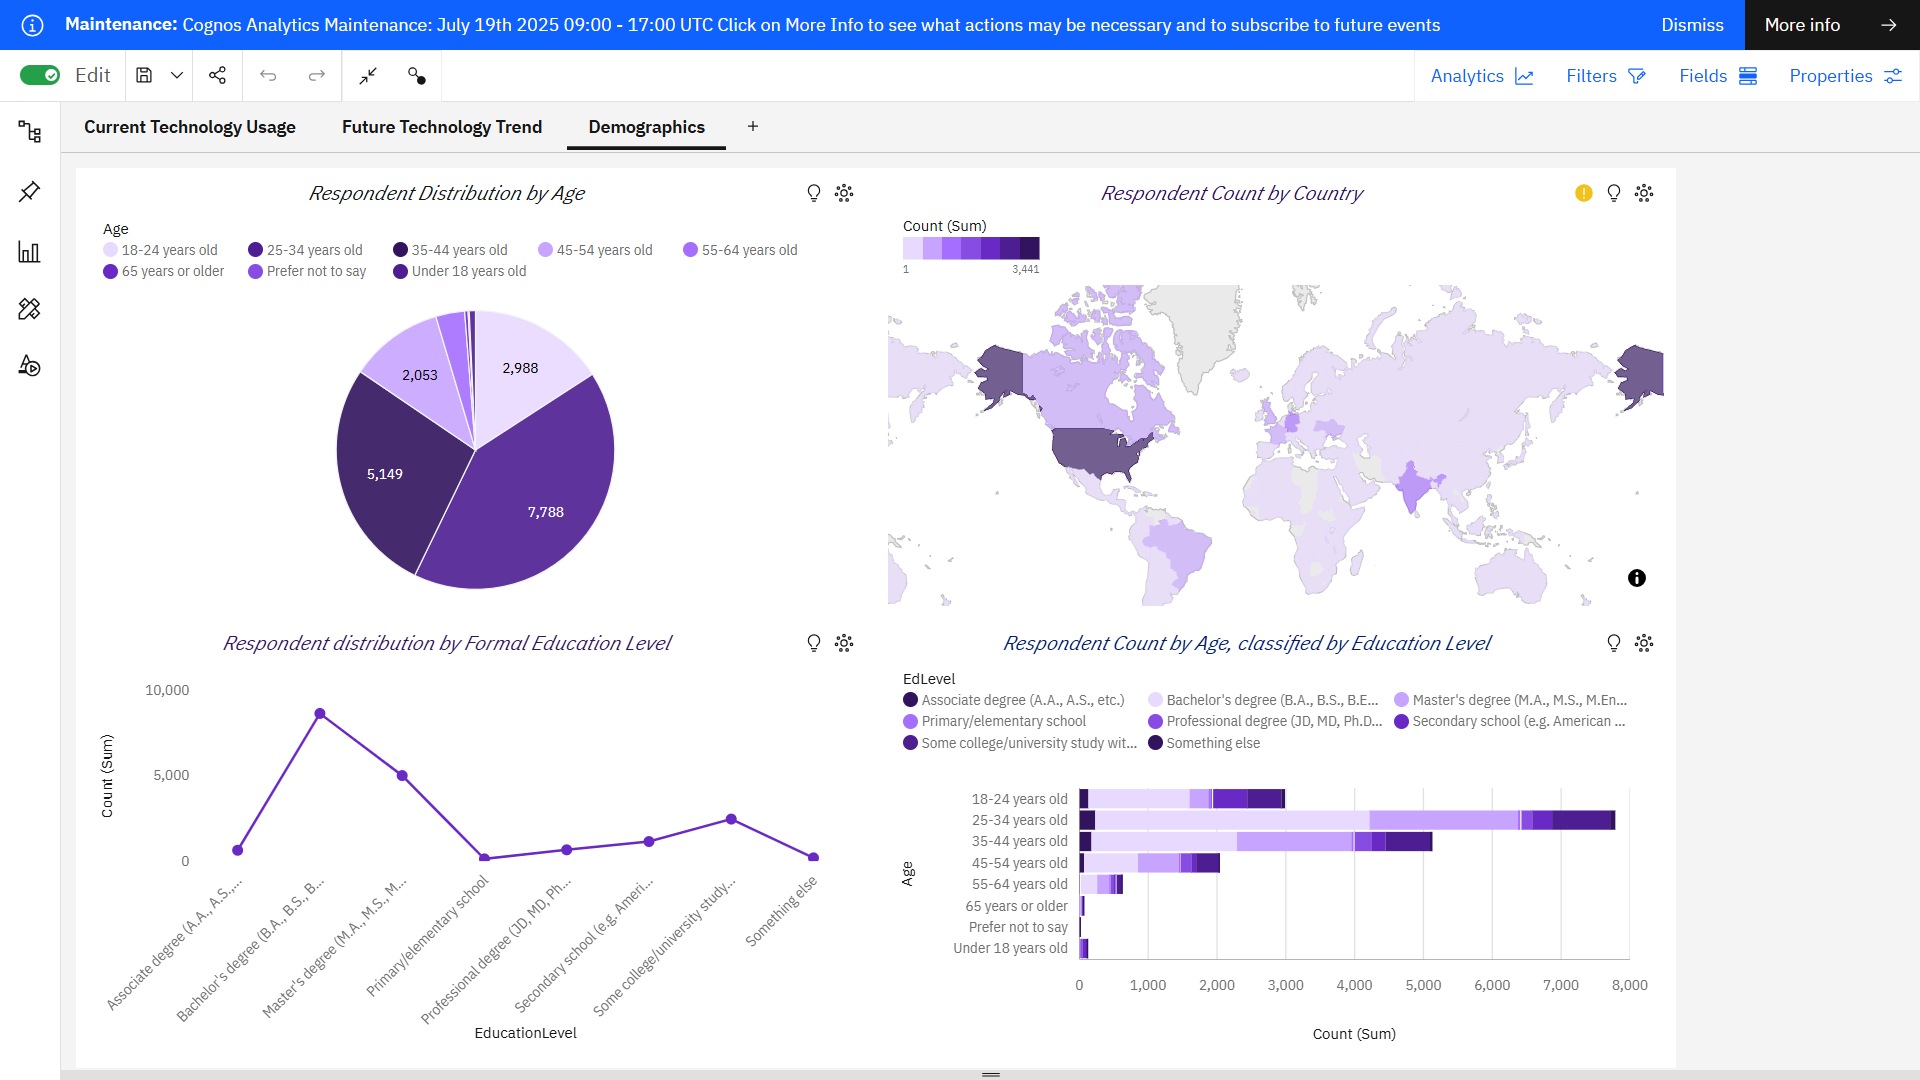 Maintenance: Cognos Analytics Maintenance: July 19th 2025 09:00 - 17:00 UTC Click on More Info to see what actions may be necessary and to subscribe to future events
Dismiss
More info
Edit
Analytics
Filters
Fields
Properties
Current Technology Usage
Future Technology Trend
Demographics
+
Respondent Distribution by Age
Age
18-24 years old
25-34 years old
35-44 years old
45-54 years old
55-64 years old
65 years or older
Prefer not to say
Under 18 years old
2,988
2,053
5,149
7,788
Respondent Count by Country
Count (Sum)
1
3,441
Respondent distribution by Formal Education Level
10,000
5,000
0
Count (Sum)
Associate degree (A.A., A.S.,...
Bachelor's degree (B.A., B.S., B...
Master's degree (M.A., M.S., M...
Primary/elementary school
Professional degree (JD, MD, Ph...
Secondary school (e.g. Ameri...
Some college/university study...
Something else
EducationLevel
Respondent Count by Age, classified by Education Level
EdLevel
Associate degree (A.A., A.S., etc.)
Bachelor's degree (B.A., B.S., B.E...
Master's degree (M.A., M.S., M.En...
Primary/elementary school
Professional degree (JD, MD, Ph.D...
Secondary school (e.g. American ...
Some college/university study wit...
Something else
Age
18-24 years old
25-34 years old
35-44 years old
45-54 years old
55-64 years old
65 years or older
Prefer not to say
Under 18 years old
0
1,000
2,000
3,000
4,000
5,000
6,000
7,000
8,000
Count (Sum)